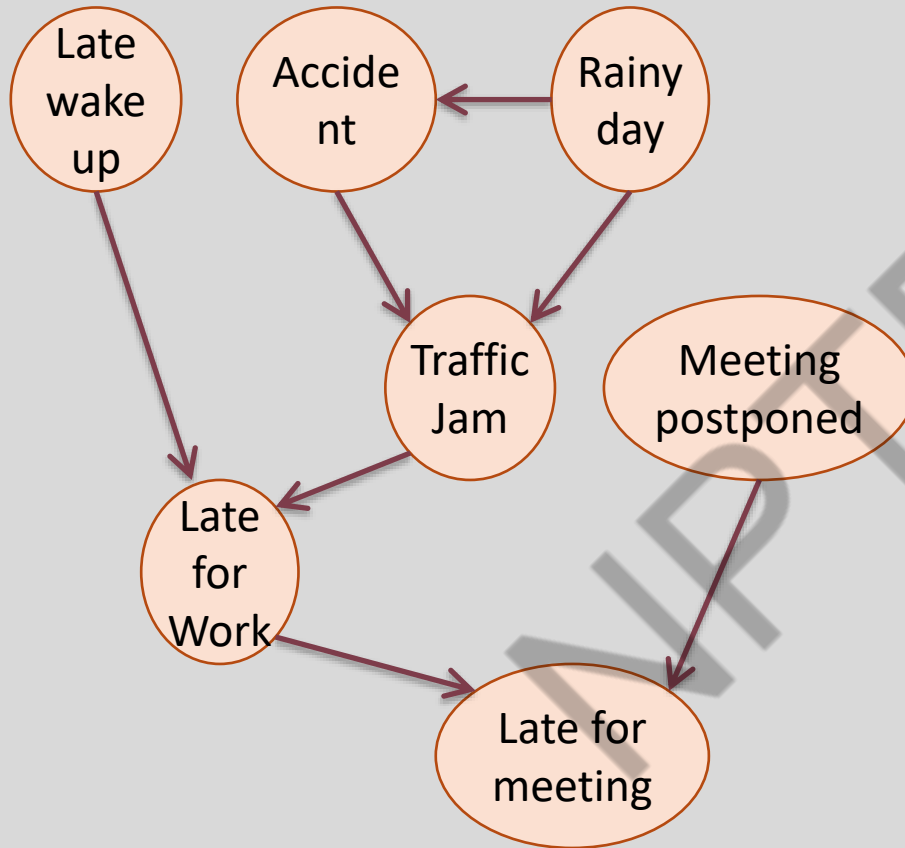 Late
wake
up
Accide
nt
Rainy
day
Traffic
Jam
Meeting
postponed
Late
for
Work
Late for
meeting